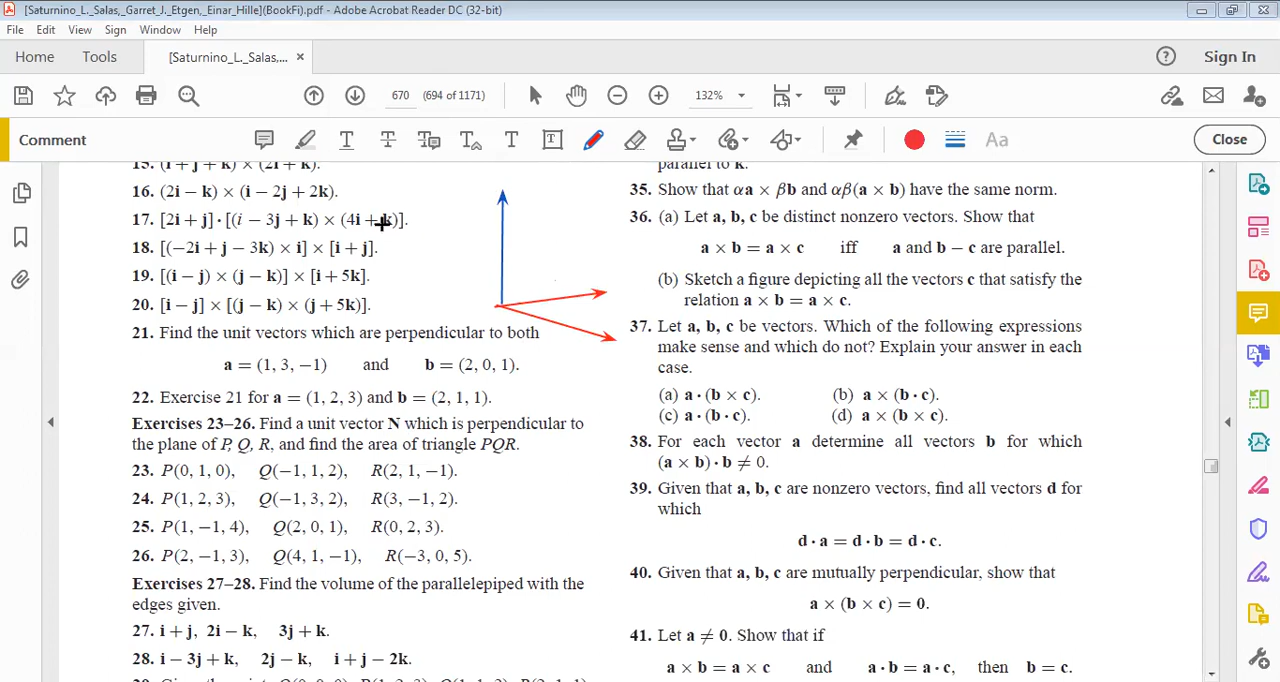 [Saturnino_L._Salas,_Garret_J._Etgen,_Einar_Hille](BookFi).pdf - Adobe Acrobat Reader DC (32-bit)
File Edit View Sign Window Help
Home Tools [Saturnino_L._Salas,... × Sign In
670 (694 of 1171) 132%
Comment T T T T T Aa Close
15. (i + j + k) × (2i + k).
16. (2i − k) × (i − 2j + 2k).
17. [2i + j] · [(i − 3j + k) × (4i + k)].
18. [(−2i + j − 3k) × i] × [i + j].
19. [(i − j) × (j − k)] × [i + 5k].
20. [i − j] × [(j − k) × (j + 5k)].
21. Find the unit vectors which are perpendicular to both
a = (1, 3, −1) and b = (2, 0, 1).
22. Exercise 21 for a = (1, 2, 3) and b = (2, 1, 1).
Exercises 23–26. Find a unit vector N which is perpendicular to
the plane of P, Q, R, and find the area of triangle PQR.
23. P(0, 1, 0), Q(−1, 1, 2), R(2, 1, −1).
24. P(1, 2, 3), Q(−1, 3, 2), R(3, −1, 2).
25. P(1, −1, 4), Q(2, 0, 1), R(0, 2, 3).
26. P(2, −1, 3), Q(4, 1, −1), R(−3, 0, 5).
Exercises 27–28. Find the volume of the parallelepiped with the
edges given.
27. i + j, 2i − k, 3j + k.
28. i − 3j + k, 2j − k, i + j − 2k.
parallel to k.
35. Show that αa × βb and αβ(a × b) have the same norm.
36. (a) Let a, b, c be distinct nonzero vectors. Show that
a × b = a × c iff a and b − c are parallel.
(b) Sketch a figure depicting all the vectors c that satisfy the
relation a × b = a × c.
37. Let a, b, c be vectors. Which of the following expressions
make sense and which do not? Explain your answer in each
case.
(a) a · (b × c). (b) a × (b · c).
(c) a · (b · c). (d) a × (b × c).
38. For each vector a determine all vectors b for which
(a × b) · b ≠ 0.
39. Given that a, b, c are nonzero vectors, find all vectors d for
which
d · a = d · b = d · c.
40. Given that a, b, c are mutually perpendicular, show that
a × (b × c) = 0.
41. Let a ≠ 0. Show that if
a × b = a × c and a · b = a · c, then b = c.